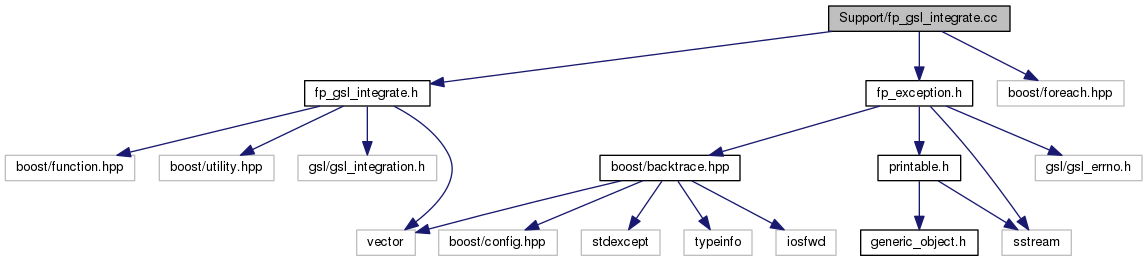 Support/fp_gsl_integrate.cc
fp_gsl_integrate.h
fp_exception.h
boost/foreach.hpp
boost/function.hpp
boost/utility.hpp
gsl/gsl_integration.h
boost/backtrace.hpp
printable.h
gsl/gsl_errno.h
vector
boost/config.hpp
stdexcept
typeinfo
iosfwd
generic_object.h
sstream